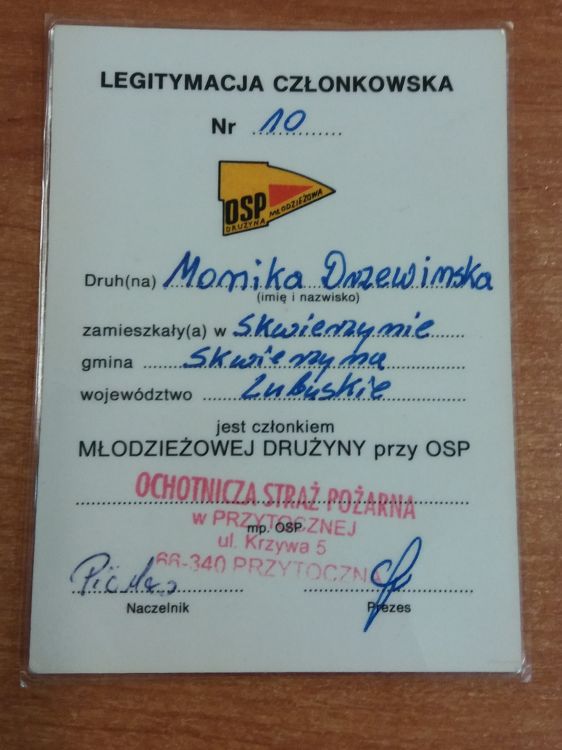 LEGITYMACJA CZŁONKOWSKA
Nr 10
OSP
DRUŻYNA MŁODZIEŻOWA
Druh(na) Monika Drzewinska
(imię i nazwisko)
zamieszkały(a) w Skwierzynie
gmina Skwierzyna
województwo Lubuskie
jest członkiem
MŁODZIEŻOWEJ DRUŻYNY przy OSP
OCHOTNICZA STRAŻ POŻARNA
w PRZYTOCZNEJ
mp. OSP
ul. Krzywa 5
66-340 PRZYTOCZNA
Naczelnik Prezes